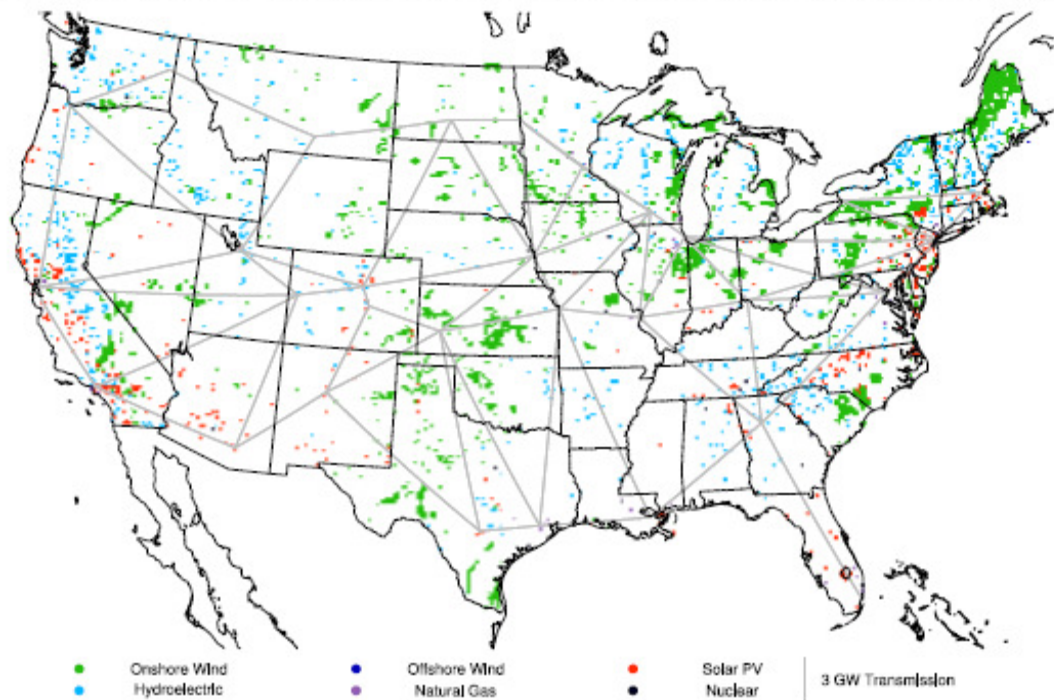 Onshore Wind Offshore Wind Solar PV
Hydroelectric Natural Gas Nuclear
3 GW Transmission